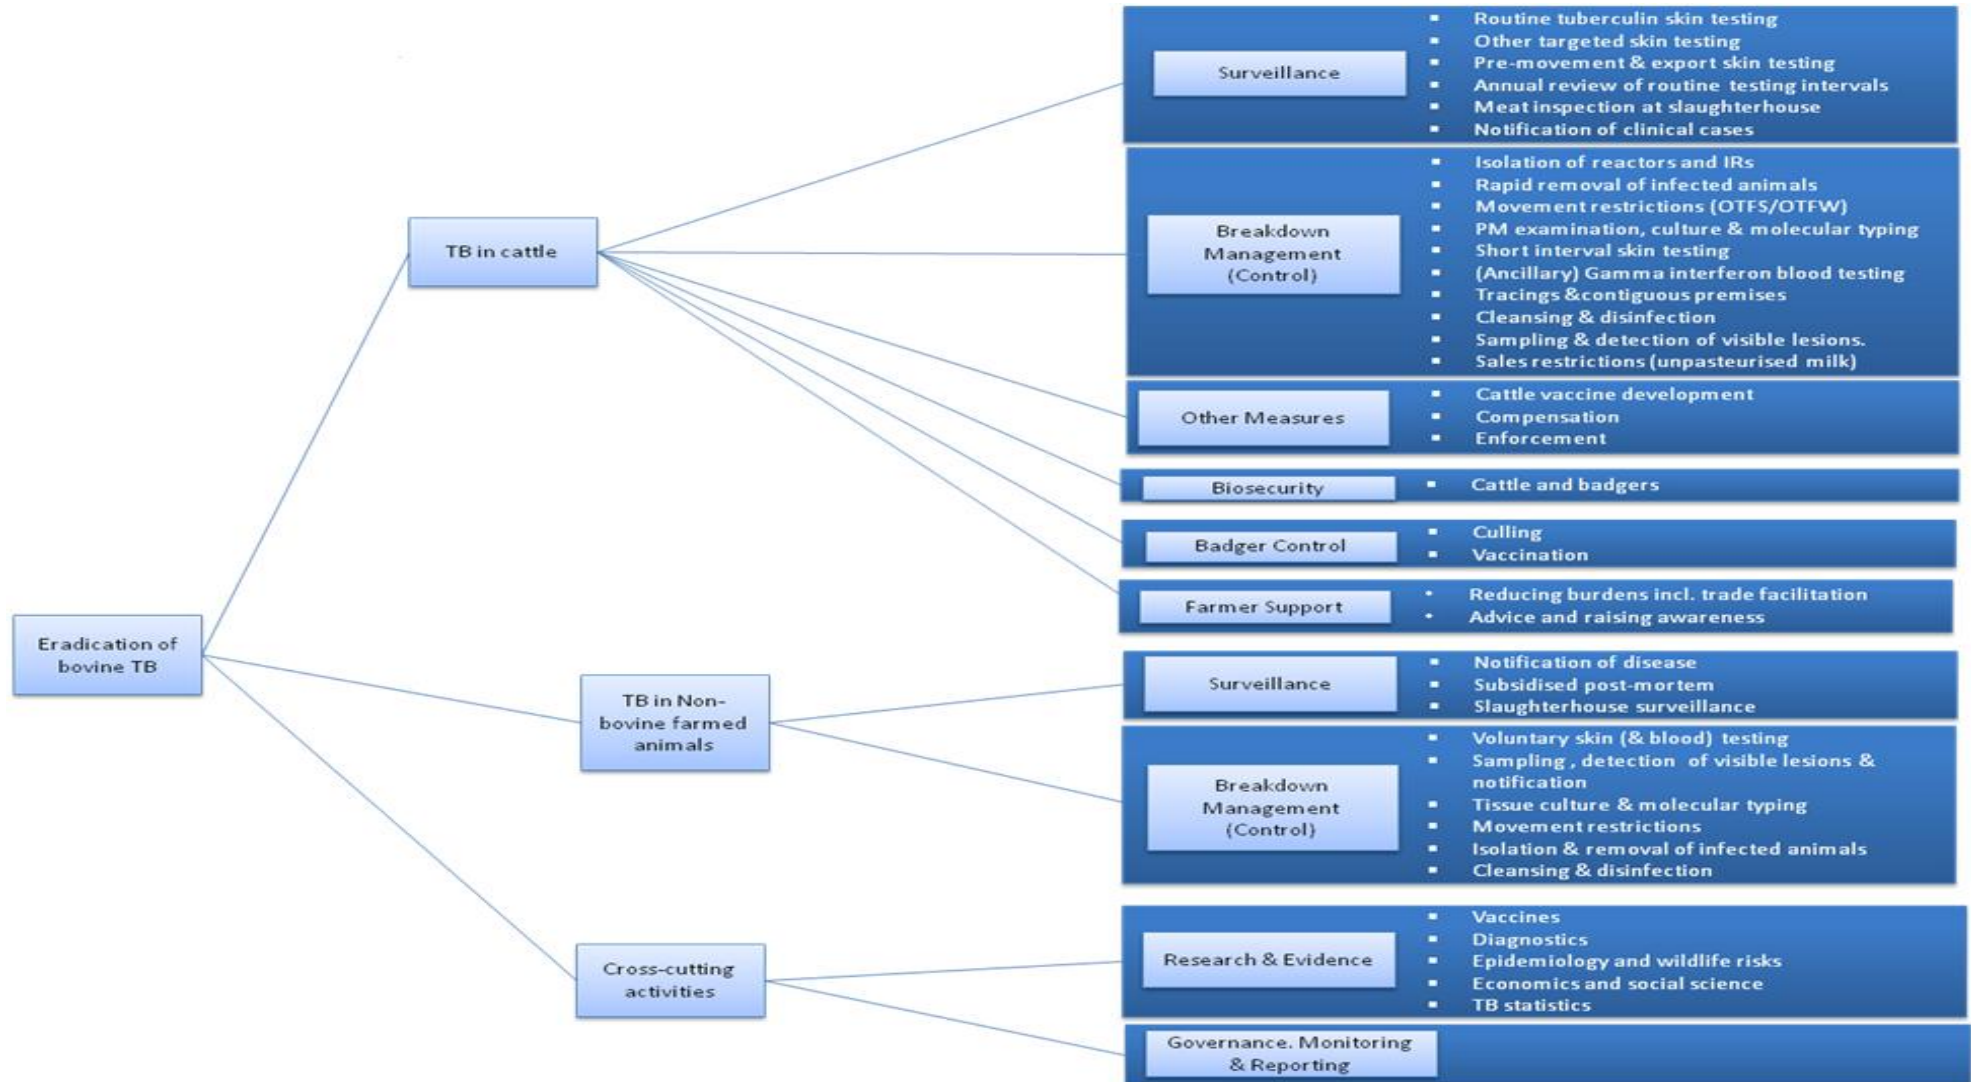 Surveillance
Routine tuberculin skin testing
Other targeted skin testing
Pre-movement & export skin testing
Annual review of routine testing intervals
Meat inspection at slaughterhouse
Notification of clinical cases
TB in cattle
Breakdown
Management
(Control)
Isolation of reactors and IRs
Rapid removal of infected animals
Movement restrictions (OTFS/OTFW)
PM examination, culture & molecular typing
Short interval skin testing
(Ancillary) Gamma interferon blood testing
Tracings &contiguous premises
Cleansing & disinfection
Sampling & detection of visible lesions.
Sales restrictions (unpasteurised milk)
Other Measures
Cattle vaccine development
Compensation
Enforcement
Biosecurity
Cattle and badgers
Badger Control
Culling
Vaccination
Farmer Support
Reducing burdens incl. trade facilitation
Advice and raising awareness
Eradication of
bovine TB
TB in Non-
bovine farmed
animals
Surveillance
Notification of disease
Subsidised post-mortem
Slaughterhouse surveillance
Breakdown
Management
(Control)
Voluntary skin (& blood) testing
Sampling , detection of visible lesions &
notification
Tissue culture & molecular typing
Movement restrictions
Isolation & removal of infected animals
Cleansing & disinfection
Cross-cutting
activities
Research & Evidence
Vaccines
Diagnostics
Epidemiology and wildlife risks
Economics and social science
TB statistics
Governance. Monitoring
& Reporting